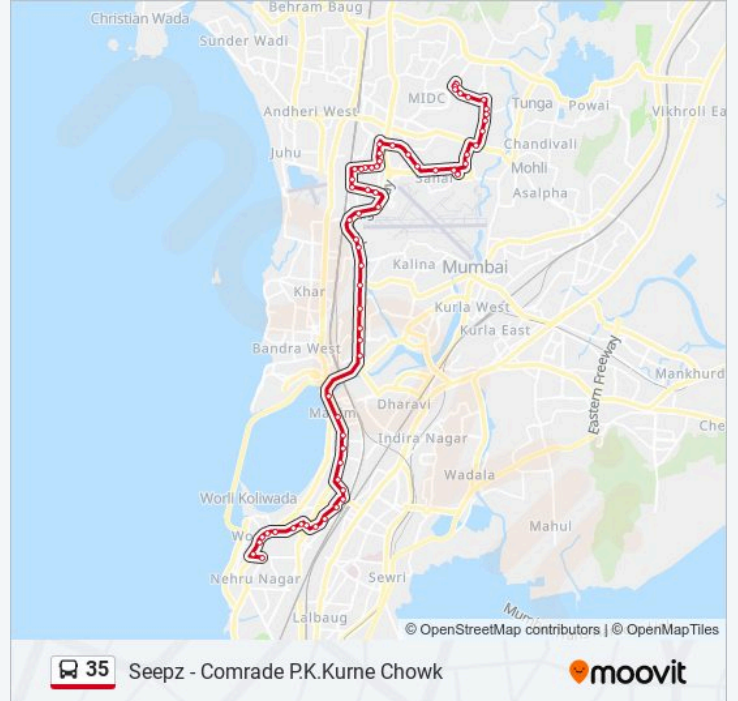 Behram Baug
Christian Wada
Sunder Wadi
MIDC
Tunga
Powai
Vikhroli Ea
Andheri West
Chandivali
Juhu
Mohli
Sahar
Asalpha
Kalina
Mumbai
Khar
Kurla West
Kurla East
Bandra West
Eastern Freeway
Mankhurd
Dharavi
Che
Indira Nagar
Wadala
Worli Koliwada
Mahul
Nehru Nagar
Sewri
Lalbaug
© OpenStreetMap contributors | © OpenMapTiles
35 Seepz - Comrade P.K.Kurne Chowk
moovit